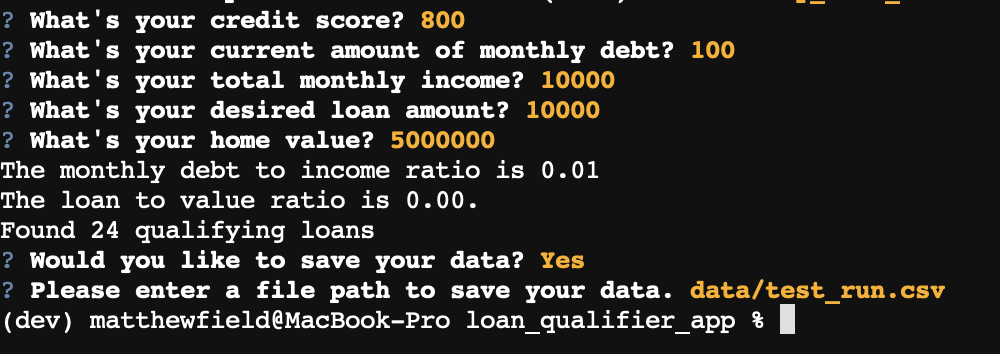 ? What's your credit score? 800
? What's your current amount of monthly debt? 100
? What's your total monthly income? 10000
? What's your desired loan amount? 10000
? What's your home value? 5000000
The monthly debt to income ratio is 0.01
The loan to value ratio is 0.00.
Found 24 qualifying loans
? Would you like to save your data? Yes
? Please enter a file path to save your data. data/test_run.csv
(dev) matthewfield@MacBook-Pro loan_qualifier_app %